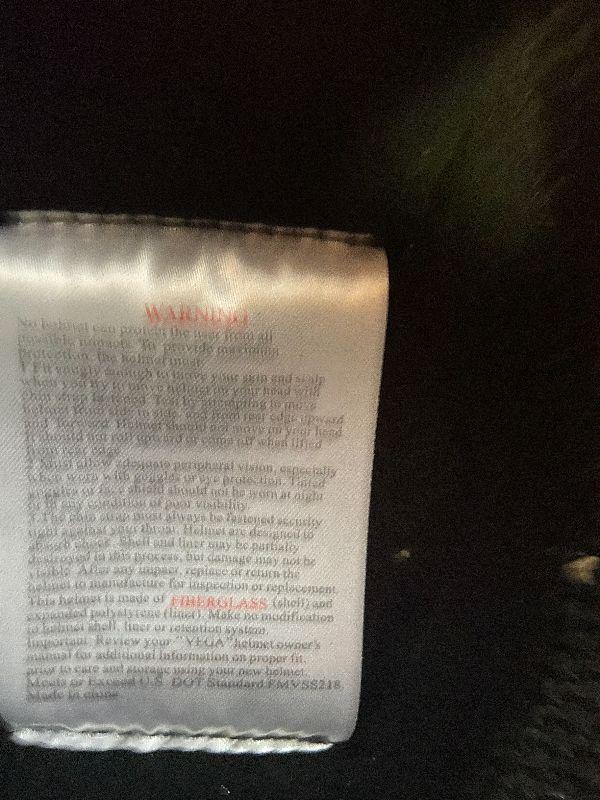 WARNING
No helmet can protect the user from all
possible impacts. To provide maximum
protection, the helmet must
1 Fit snugly enough to move your skin and scalp
when you try to move helmet on your head with
chin strap fastened. Test by attempting to move
helmet from side to side, and from rear edge upward
and forward. Helmet should not move on your head
It should not roll upward or come off when lifted
from rear edge
2 Must allow adequate peripheral vision, especially
when worn with goggles or eye protection. Tinted
goggles or face shield should not be worn at night
or in any condition of poor visibility.
3 The chin strap must always be fastened security
tight against your throat. Helmet are designed to
absorb shock. Shell and liner may be partially
in this process, but damage may not be
visible. After any impact, replace or return the
helmet to manufacture for inspection or replacement
This helmet is made of FIBERGLASS (shell) and
expanded polystyrene (liner). Make no modification
to helmet shell, liner or retention system.
Important. Review your "VEGA" helmet owner's
manual for additional information on proper fit,
prior to care and storage using your new helmet.
Meets or Exceed U.S. DOT Standard FMVSS218
Made in